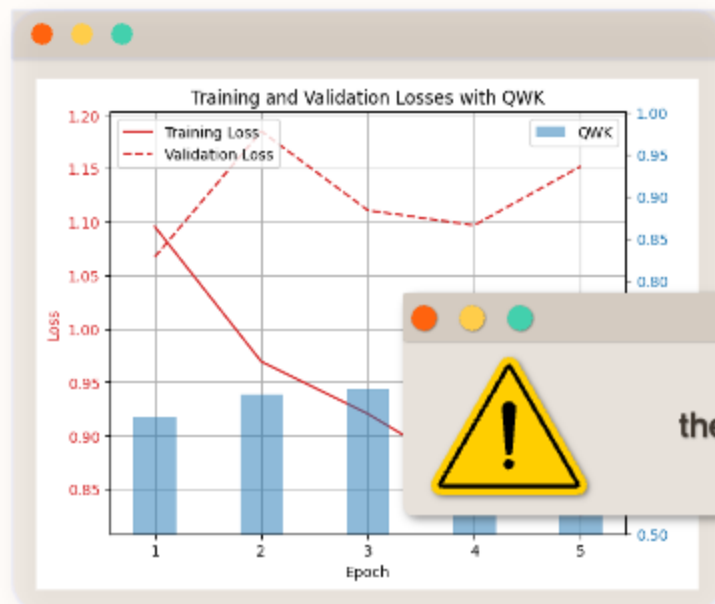 Training and Validation Losses with QWK
1.20
1.15
1.10
1.05
1.00
0.95
0.90
0.85
Loss
Training Loss
Validation Loss
QWK
1.00
0.95
0.90
0.85
0.80
0.50
1
2
3
4
5
Epoch
!
the